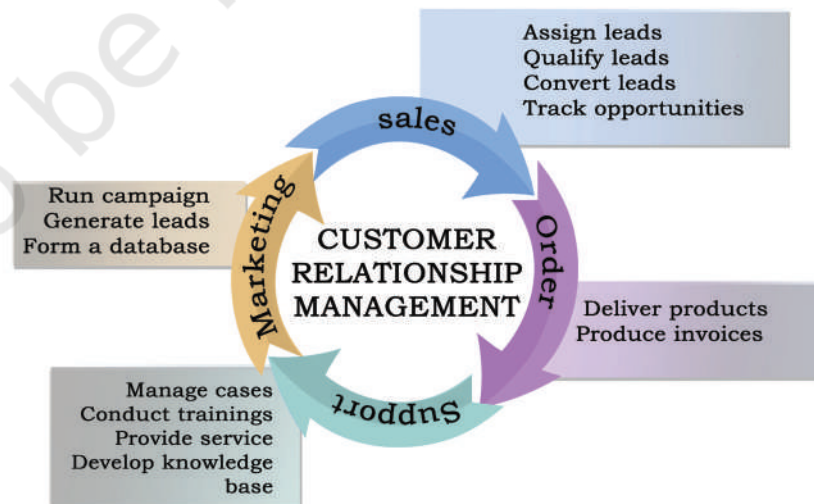 Assign leads
Qualify leads
Convert leads
Track opportunities
sales
Run campaign
Generate leads
Form a database
Marketing
CUSTOMER
RELATIONSHIP
MANAGEMENT
Order
Deliver products
Produce invoices
Support
Manage cases
Conduct trainings
Provide service
Develop knowledge
base
o be